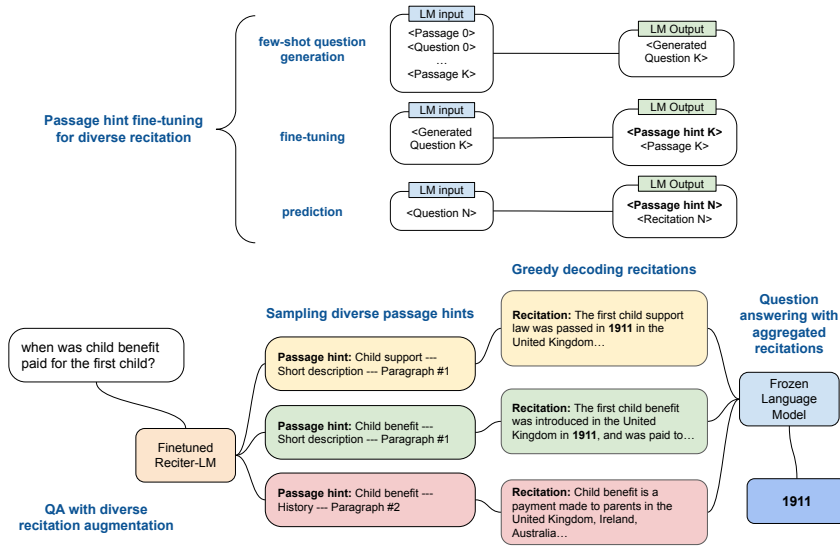 LM input
few-shot question
generation
<Passage 0>
<Question 0>
...
<Passage K>
LM Output
<Generated
Question K>
Passage hint fine-tuning
for diverse recitation
LM input
fine-tuning
<Generated
Question K>
LM Output
<Passage hint K>
<Passage K>
LM input
prediction
<Question N>
LM Output
<Passage hint N>
<Recitation N>
Greedy decoding recitations
Sampling diverse passage hints
Question
answering with
aggregated
recitations
when was child benefit
paid for the first child?
Finetuned
Reciter-LM
QA with diverse
recitation augmentation
Passage hint: Child support ---
Short description --- Paragraph #1
Passage hint: Child benefit ---
Short description --- Paragraph #1
Passage hint: Child benefit ---
History --- Paragraph #2
Recitation: The first child support
law was passed in 1911 in the
United Kingdom...
Recitation: The first child benefit
was introduced in the United
Kingdom in 1911, and was paid to...
Recitation: Child benefit is a
payment made to parents in the
United Kingdom, Ireland,
Australia...
Frozen
Language
Model
1911